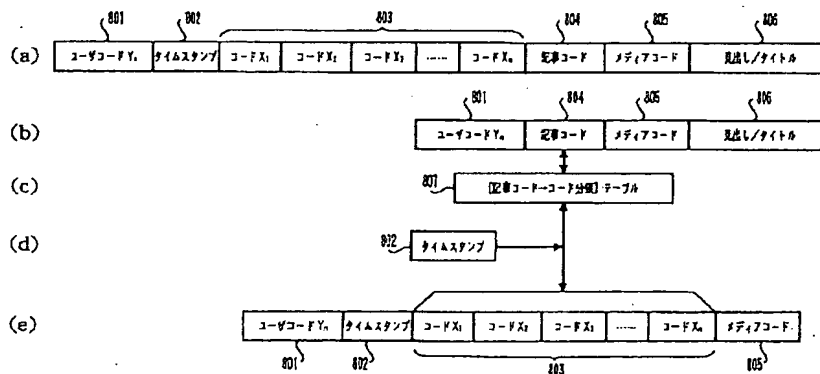 801 802 803 804 805 806
(a) ユーザコードYn タイムスタンプ コードX1 コードX2 コードX3 …… コードXn 記事コード メディアコード 見出し/タイトル
801 804 805 806
(b) ユーザコードYn 記事コード メディアコード 見出し/タイトル
(c) 807 [記事コード→コード分類]テーブル
(d) 802 タイムスタンプ
(e) ユーザコードYn タイムスタンプ コードX1 コードX2 コードX3 …… コードXn メディアコード
801 802 803 805